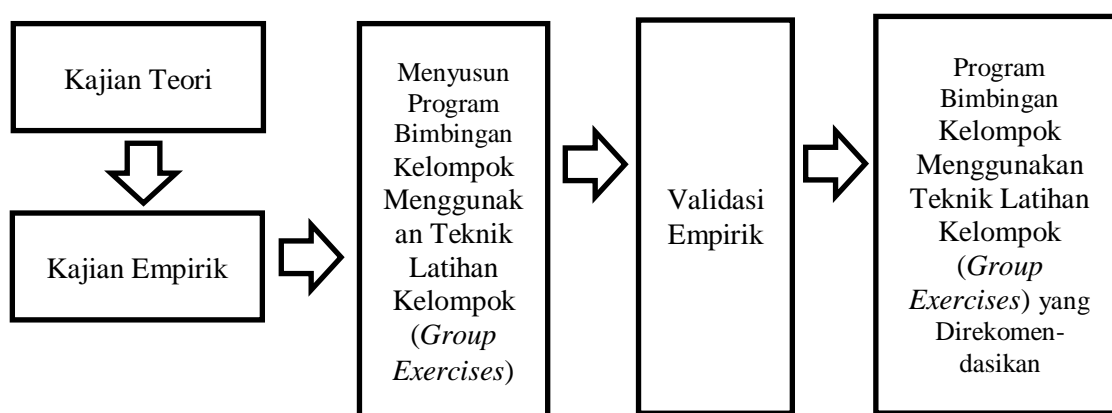 Kajian Teori
Kajian Empirik
Menyusun
Program
Bimbingan
Kelompok
Menggunak
an Teknik
Latihan
Kelompok
(Group
Exercises)
Validasi
Empirik
Program
Bimbingan
Kelompok
Menggunakan
Teknik Latihan
Kelompok
(Group
Exercises) yang
Direkomen-
dasikan